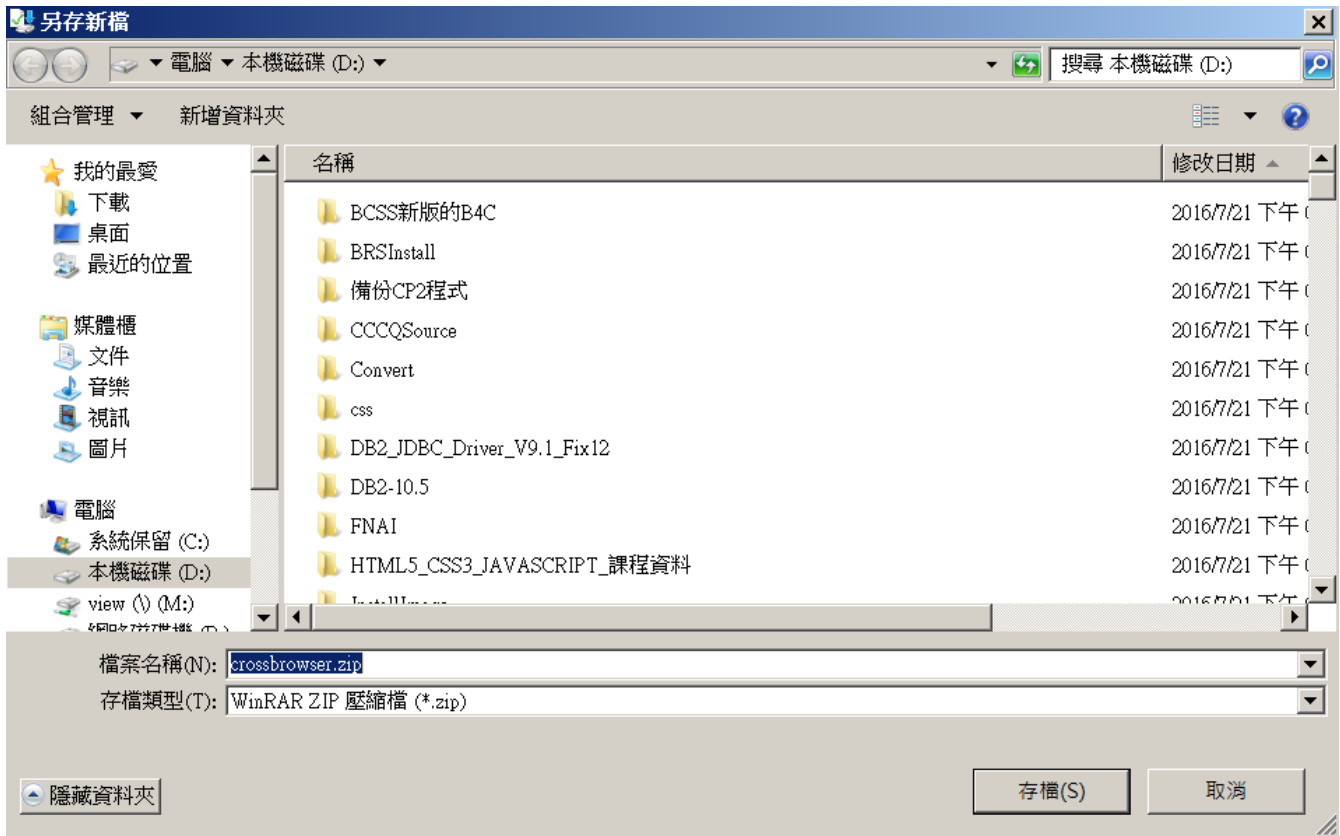 另存新檔
電腦 本機磁碟 (D:)
搜尋 本機磁碟 (D:)
組合管理 新增資料夾
我的最愛
下載
桌面
最近的位置
媒體櫃
文件
音樂
視訊
圖片
電腦
系統保留 (C:)
本機磁碟 (D:)
view (\) (M:)
名稱 修改日期
BCSS新版的B4C 2016/7/21 下午
BRSInstall 2016/7/21 下午
備份CP2程式 2016/7/21 下午
CCCQSource 2016/7/21 下午
Convert 2016/7/21 下午
css 2016/7/21 下午
DB2_JDBC_Driver_V9.1_Fix12 2016/7/21 下午
DB2-10.5 2016/7/21 下午
FNAI 2016/7/21 下午
HTML5_CSS3_JAVASCRIPT_課程資料 2016/7/21 下午
檔案名稱(N): crossbrowser.zip
存檔類型(T): WinRAR ZIP 壓縮檔 (*.zip)
隱藏資料夾
存檔(S) 取消